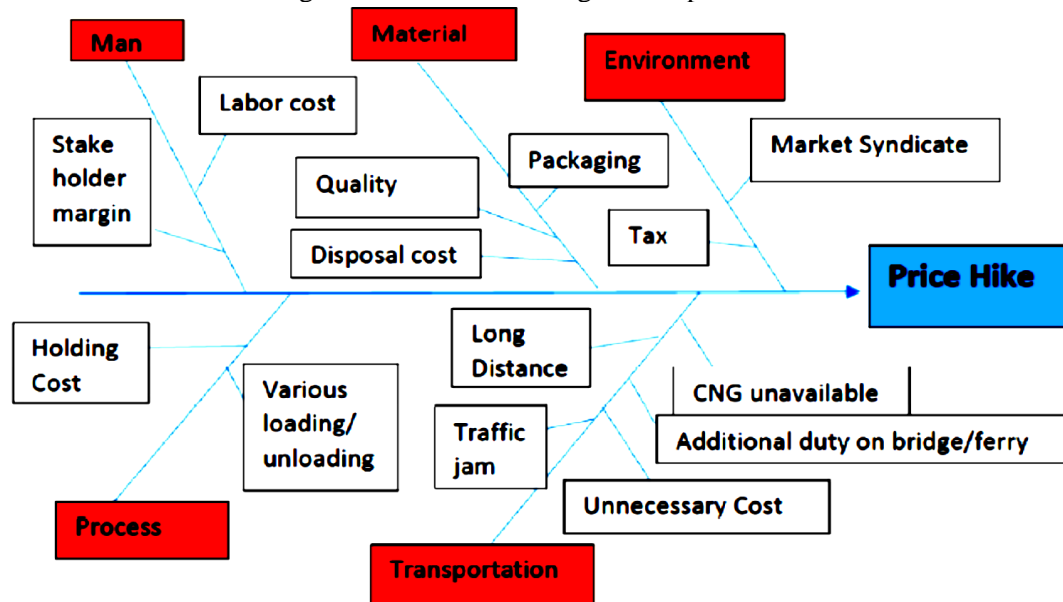 Man
Material
Environment
Labor cost
Stake
holder
margin
Packaging
Market Syndicate
Quality
Tax
Disposal cost
Price Hike
Long
Distance
Holding
Cost
Various
loading/
unloading
CNG unavailable
Traffic
jam
Additional duty on bridge/ferry
Unnecessary Cost
Process
Transportation